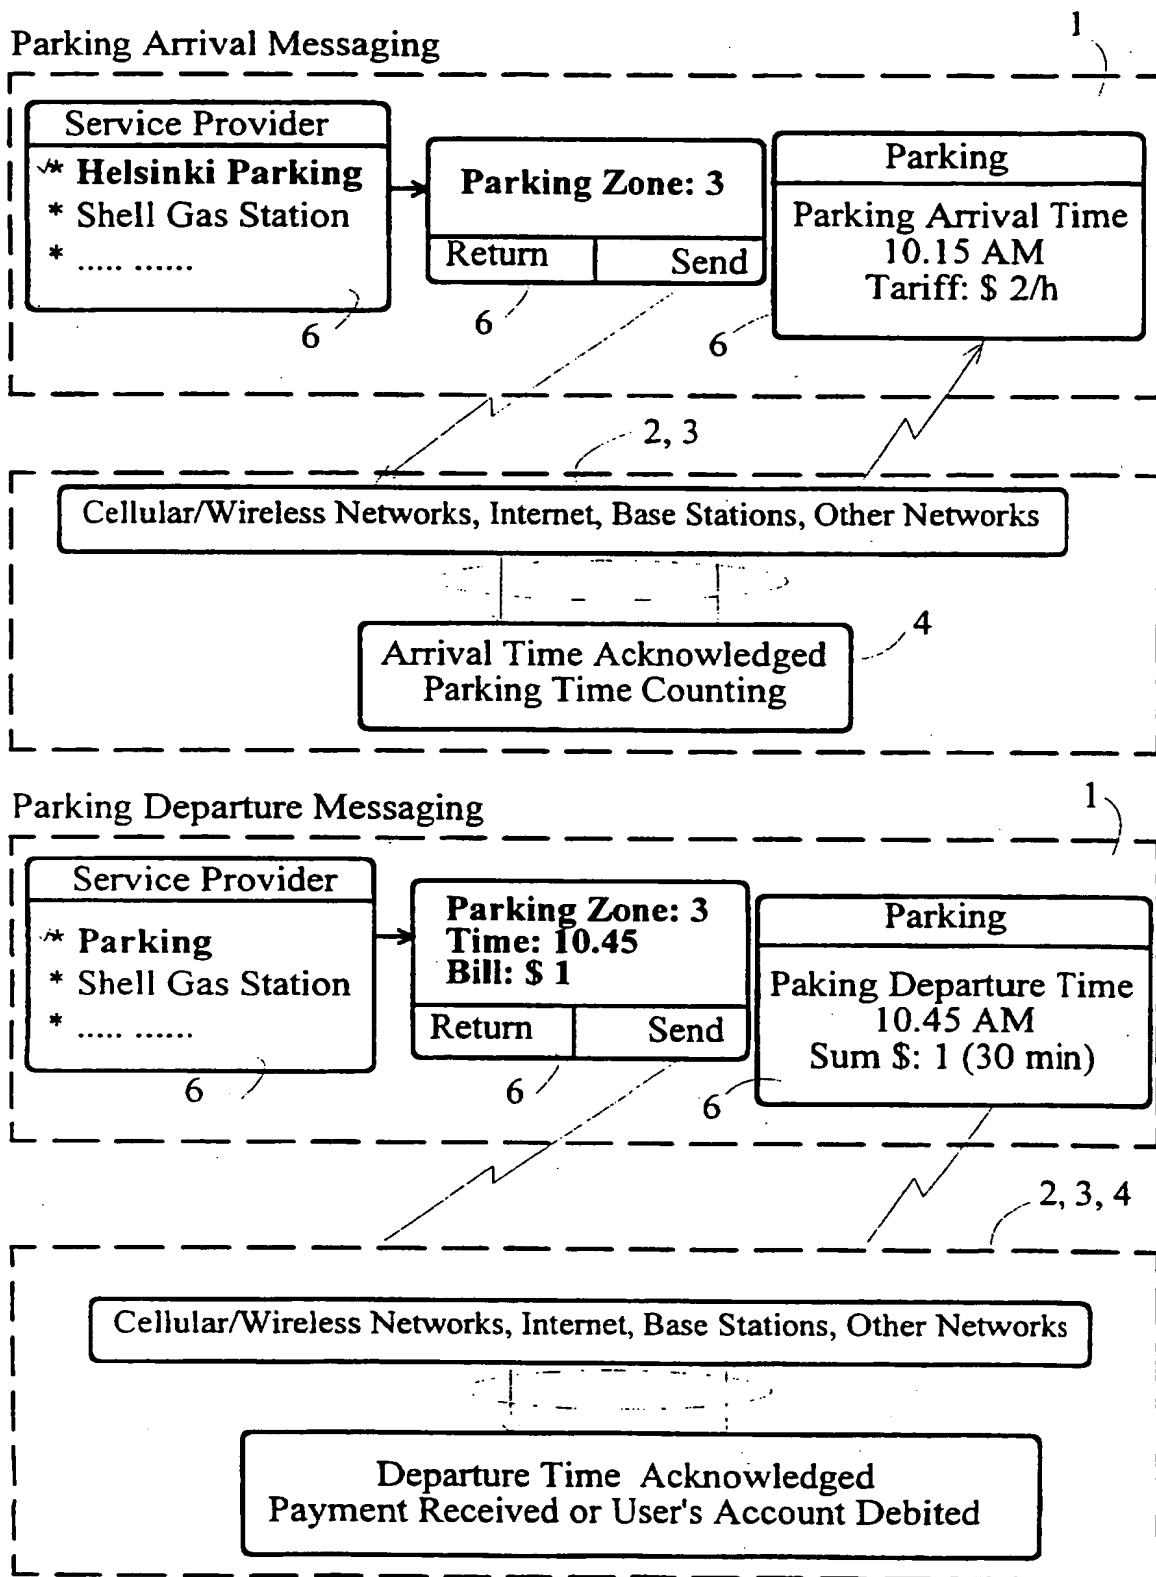 1
Parking Arrival Messaging
Service Provider
* Helsinki Parking
* Shell Gas Station
* ..... ......
Parking Zone: 3
Return
Send
Parking
Parking Arrival Time
10.15 AM
Tariff: $ 2/h
6
6
6
2, 3
Cellular/Wireless Networks, Internet, Base Stations, Other Networks
4
Arrival Time Acknowledged
Parking Time Counting
Parking Departure Messaging
1
Service Provider
* Parking
* Shell Gas Station
* ..... ......
Parking Zone: 3
Time: 10.45
Bill: $ 1
Return
Send
Parking
Paking Departure Time
10.45 AM
Sum $: 1 (30 min)
6
6
6
2, 3, 4
Cellular/Wireless Networks, Internet, Base Stations, Other Networks
Departure Time Acknowledged
Payment Received or User's Account Debited